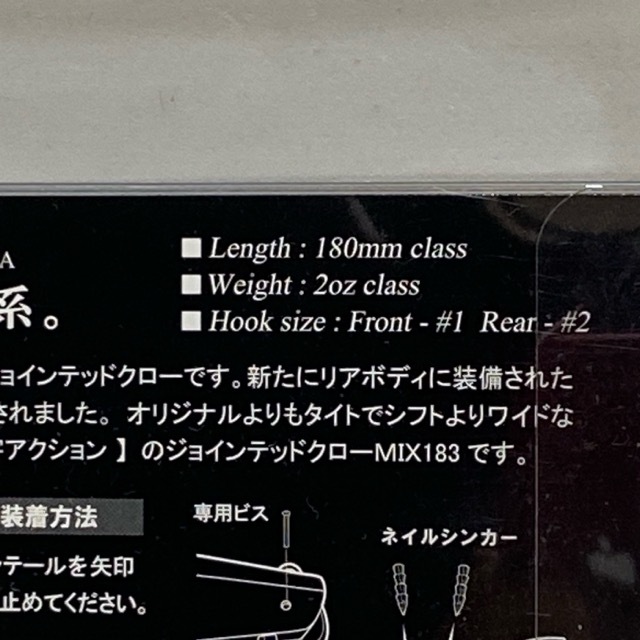 A
■ Length : 180mm class
■ Weight : 2oz class
■ Hook size : Front - #1 Rear - #2
系。
ョインテッドクローです。新たにリアボディに装備された
されました。オリジナルよりもタイトでシフトよりワイドな
字アクション】のジョインテッドクローMIX183です。
装着方法
専用ビス
ネイルシンカー
テールを矢印
止めてください。